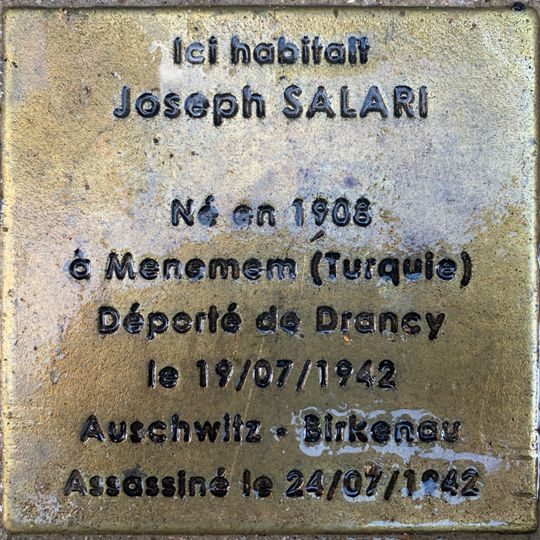 Ici habitait
Joseph SALARI
Né en 1908
à Menemem (Turquie)
Déporté de Drancy
le 19/07/1942
Auschwitz - Birkenau
Assassiné le 24/07/1942